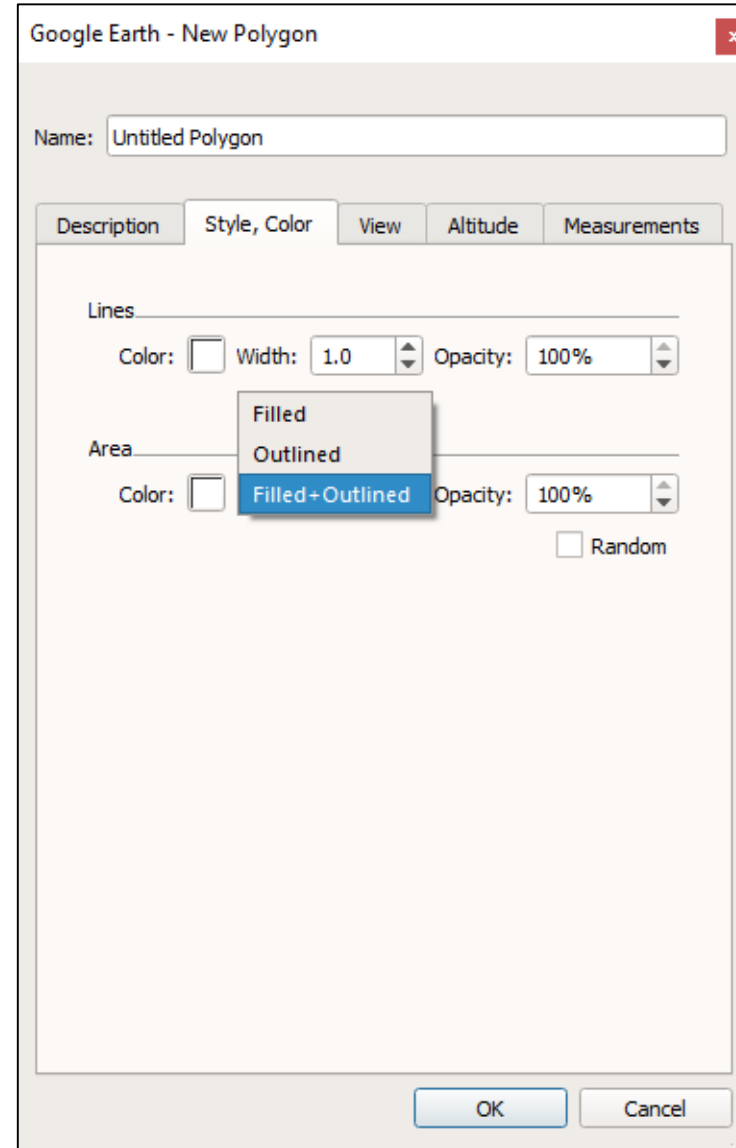 Google Earth - New Polygon
x
Name: Untitled Polygon
Description Style, Color View Altitude Measurements
Lines
Color: Width: 1.0 Opacity: 100%
Filled
Area
Outlined
Color: Filled+Outlined Opacity: 100%
Random
OK Cancel